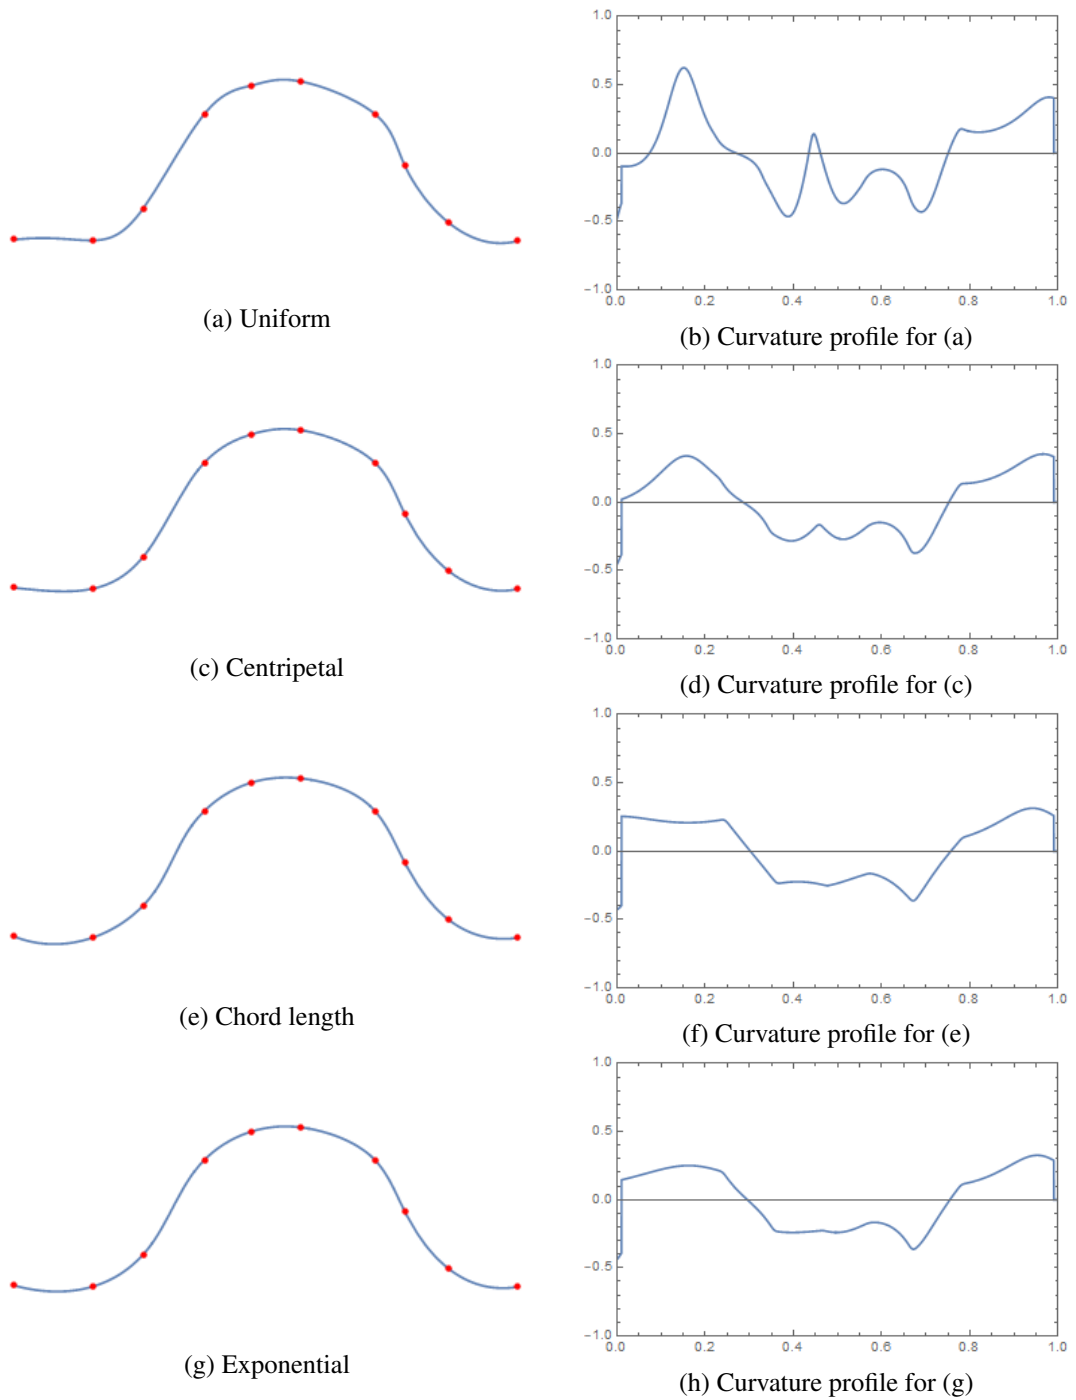 1.0
0.5
0.0
−0.5
−1.0
0.0 0.2 0.4 0.6 0.8 1.0
(a) Uniform
(b) Curvature profile for (a)
1.0
0.5
0.0
−0.5
−1.0
0.0 0.2 0.4 0.6 0.8 1.0
(c) Centripetal
(d) Curvature profile for (c)
1.0
0.5
0.0
−0.5
−1.0
0.0 0.2 0.4 0.6 0.8 1.0
(e) Chord length
(f) Curvature profile for (e)
1.0
0.5
0.0
−0.5
−1.0
0.0 0.2 0.4 0.6 0.8 1.0
(g) Exponential
(h) Curvature profile for (g)